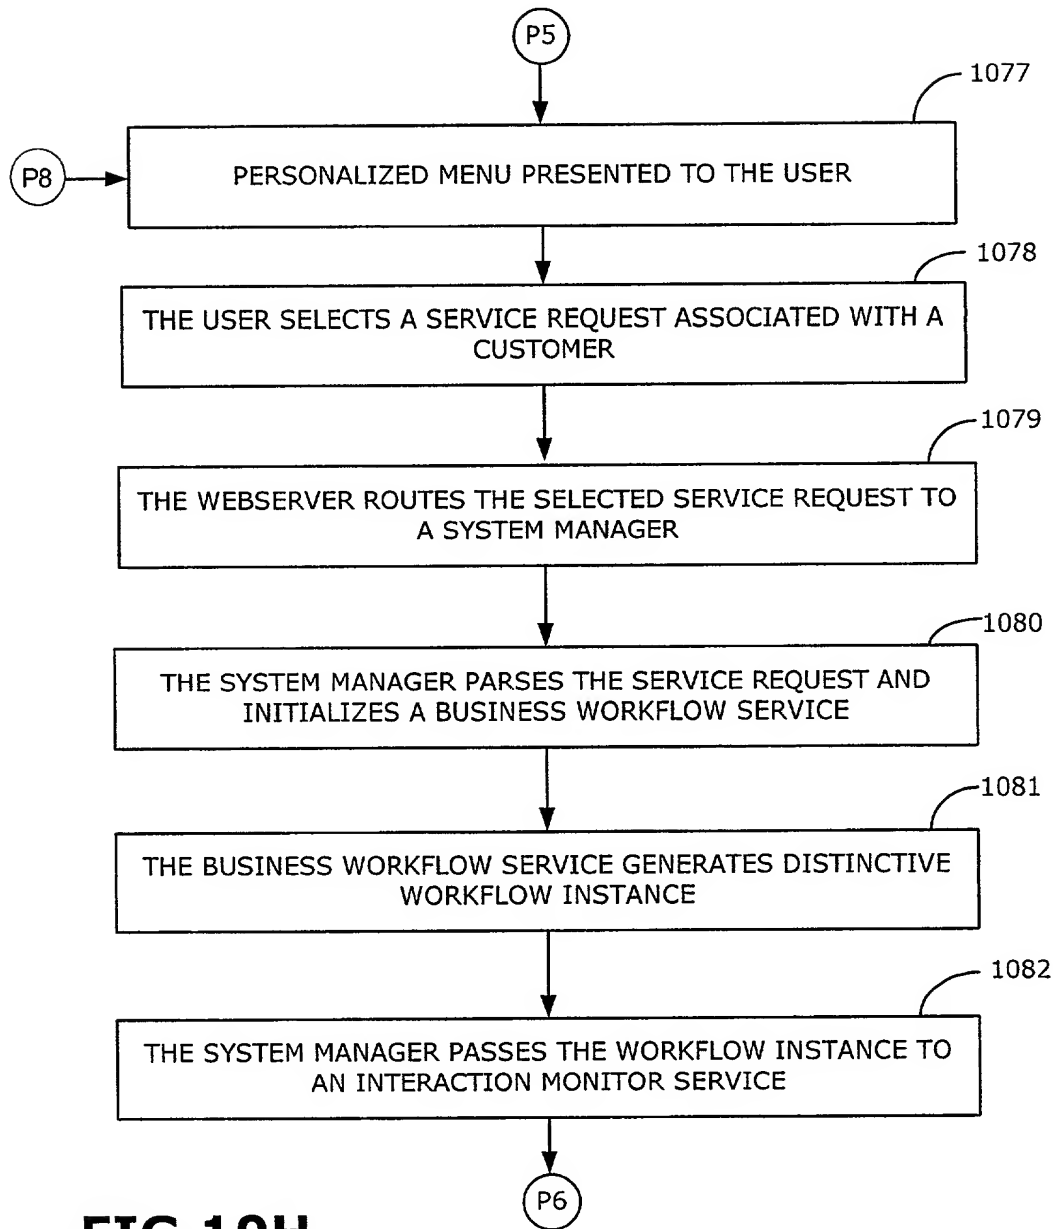 P5
1077
P8
PERSONALIZED MENU PRESENTED TO THE USER
1078
THE USER SELECTS A SERVICE REQUEST ASSOCIATED WITH A
CUSTOMER
1079
THE WEBSERVER ROUTES THE SELECTED SERVICE REQUEST TO
A SYSTEM MANAGER
1080
THE SYSTEM MANAGER PARSES THE SERVICE REQUEST AND
INITIALIZES A BUSINESS WORKFLOW SERVICE
1081
THE BUSINESS WORKFLOW SERVICE GENERATES DISTINCTIVE
WORKFLOW INSTANCE
1082
THE SYSTEM MANAGER PASSES THE WORKFLOW INSTANCE TO
AN INTERACTION MONITOR SERVICE
P6